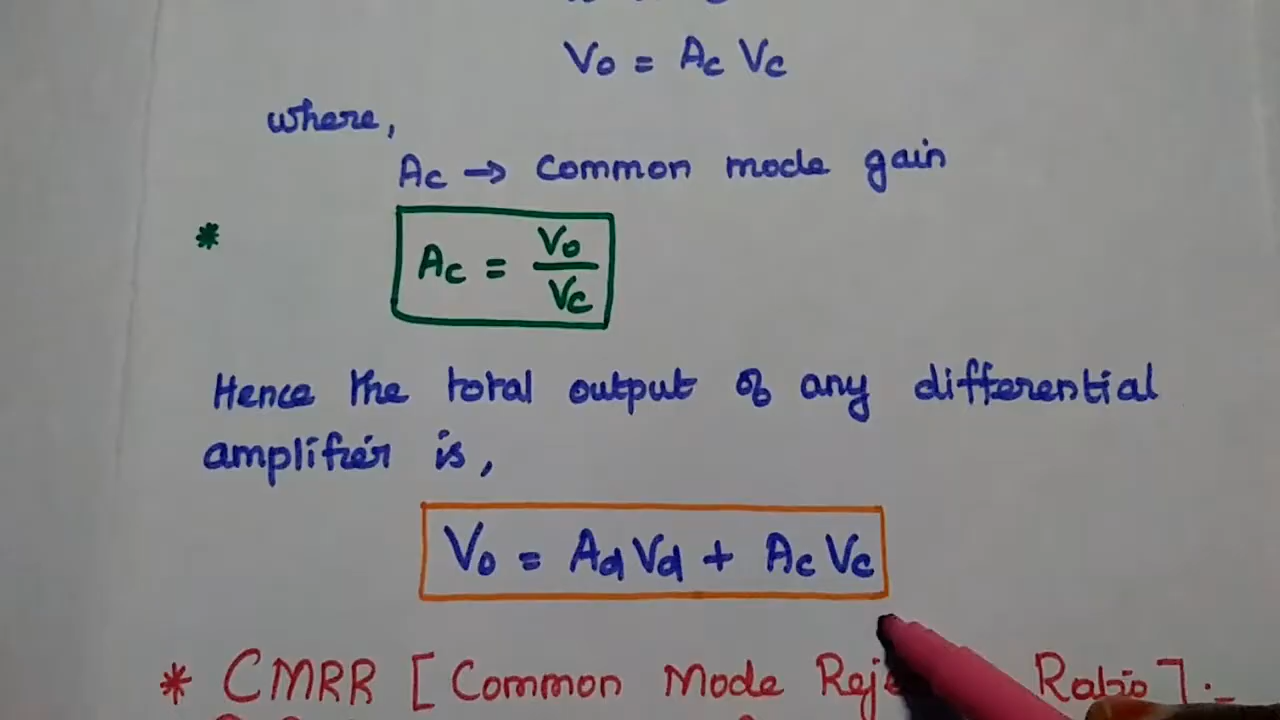 Vo = Ac Vc
where,
Ac → Common mode gain
* Ac = Vo/Vc
Hence the total output of any differential
amplifier is,
Vo = Ad Vd + Ac Vc
* CMRR [Common Mode Ratio] :-